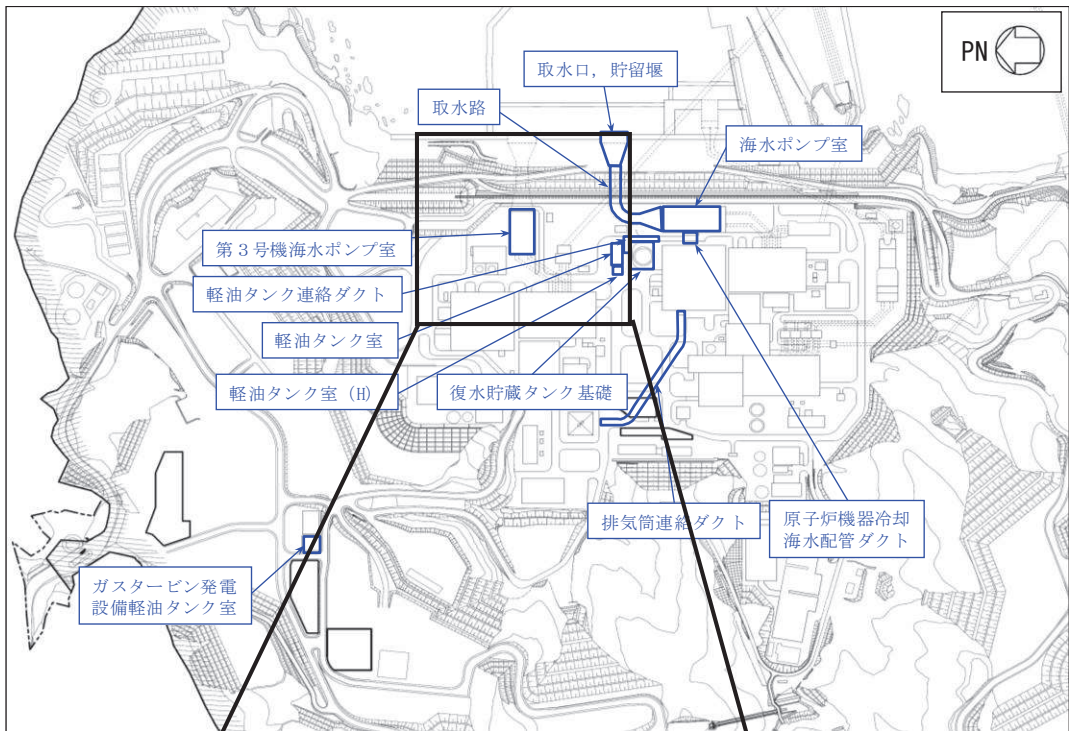 PN
取水口，貯留堰
取水路
海水ポンプ室
第３号機海水ポンプ室
軽油タンク連絡ダクト
軽油タンク室
軽油タンク室（H）
復水貯蔵タンク基礎
排気筒連絡ダクト
原子炉機器冷却
海水配管ダクト
ガスタービン発電
設備軽油タンク室